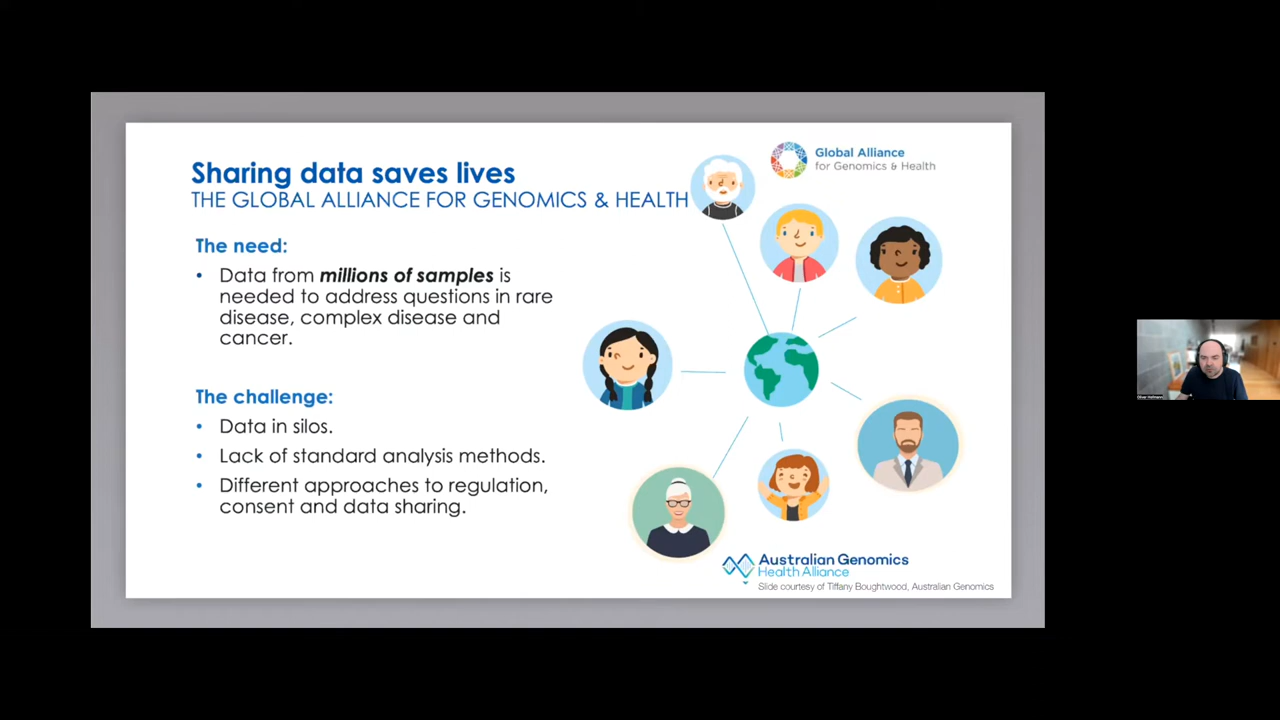 Sharing data saves lives
THE GLOBAL ALLIANCE FOR GENOMICS & HEALTH
Global Alliance
for Genomics & Health
The need:
• Data from millions of samples is
needed to address questions in rare
disease, complex disease and
cancer.
The challenge:
• Data in silos.
• Lack of standard analysis methods.
• Different approaches to regulation,
consent and data sharing.
Australian Genomics
Health Alliance
Slide courtesy of Tiffany Boughtwood, Australian Genomics
Oliver Hofmann